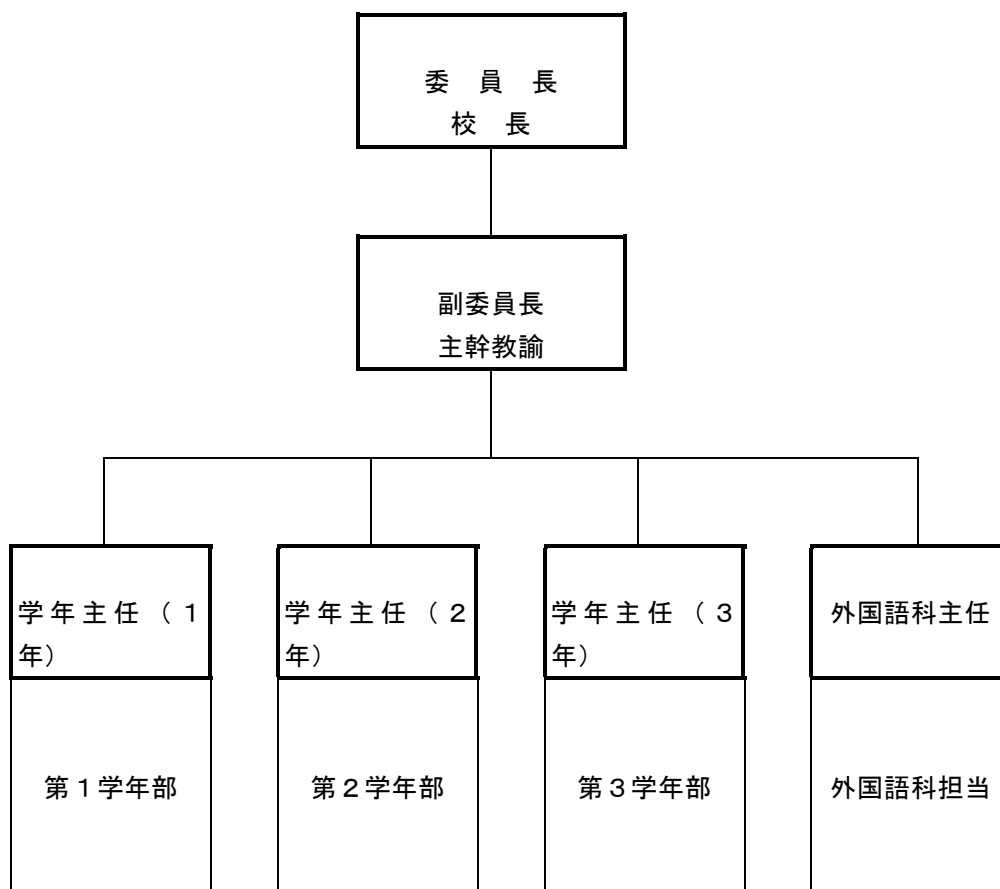 委　員　長
校　長
副委員長
主幹教諭
学年主任（１
年）
学年主任（２
年）
学年主任（３
年）
外国語科主任
第１学年部
第２学年部
第３学年部
外国語科担当